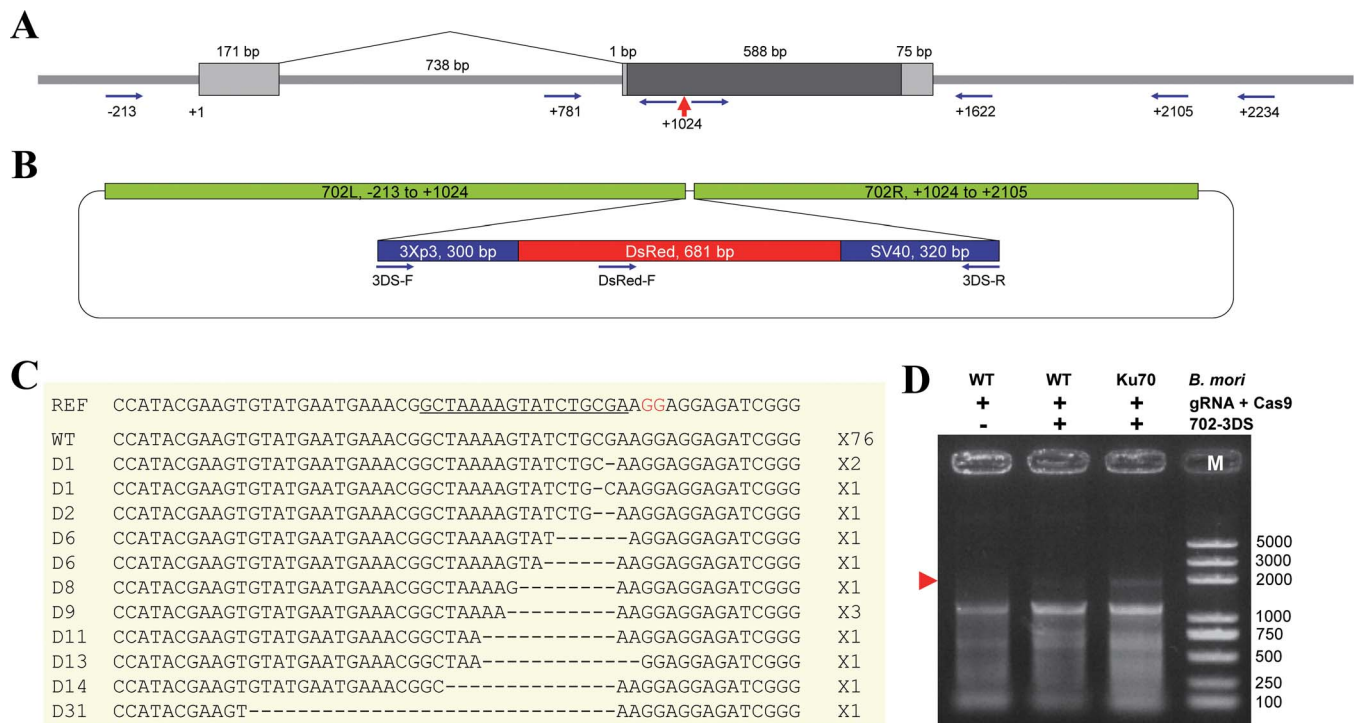 A
171 bp
738 bp
1 bp
588 bp
75 bp
-213
+1
+781
+1024
+1622
+2105
+2234
B
702L, -213 to +1024
702R, +1024 to +2105
3Xp3, 300 bp
DsRed, 681 bp
SV40, 320 bp
3DS-F
DsRed-F
3DS-R
C
REF CCATACGAAGTGTATGAATGAAACGGCTAAAAGTATCTGCGAAGGAGGAGATCGGG
WT CCATACGAAGTGTATGAATGAAACGGCTAAAAGTATCTGCGAAGGAGGAGATCGGG X76
D1 CCATACGAAGTGTATGAATGAAACGGCTAAAAGTATCTGC-AAGGAGGAGATCGGG X2
D1 CCATACGAAGTGTATGAATGAAACGGCTAAAAGTATCTG-CAAGGAGGAGATCGGG X1
D2 CCATACGAAGTGTATGAATGAAACGGCTAAAAGTATCTG--AAGGAGGAGATCGGG X1
D6 CCATACGAAGTGTATGAATGAAACGGCTAAAAGTAT------AGGAGGAGATCGGG X1
D6 CCATACGAAGTGTATGAATGAAACGGCTAAAAGTA------AAGGAGGAGATCGGG X1
D8 CCATACGAAGTGTATGAATGAAACGGCTAAAAG--------AAGGAGGAGATCGGG X1
D9 CCATACGAAGTGTATGAATGAAACGGCTAAAA---------AAGGAGGAGATCGGG X3
D11 CCATACGAAGTGTATGAATGAAACGGCTAA-----------AAGGAGGAGATCGGG X1
D13 CCATACGAAGTGTATGAATGAAACGGCTAA-------------GGAGGAGATCGGG X1
D14 CCATACGAAGTGTATGAATGAAACGGC--------------AAGGAGGAGATCGGG X1
D31 CCATACGAAGT------------------------------AAGGAGGAGATCGGG X1
D
WT WT Ku70 B. mori
+ + + gRNA + Cas9
- + + 702-3DS
M
5000
3000
2000
1000
750
500
250
100